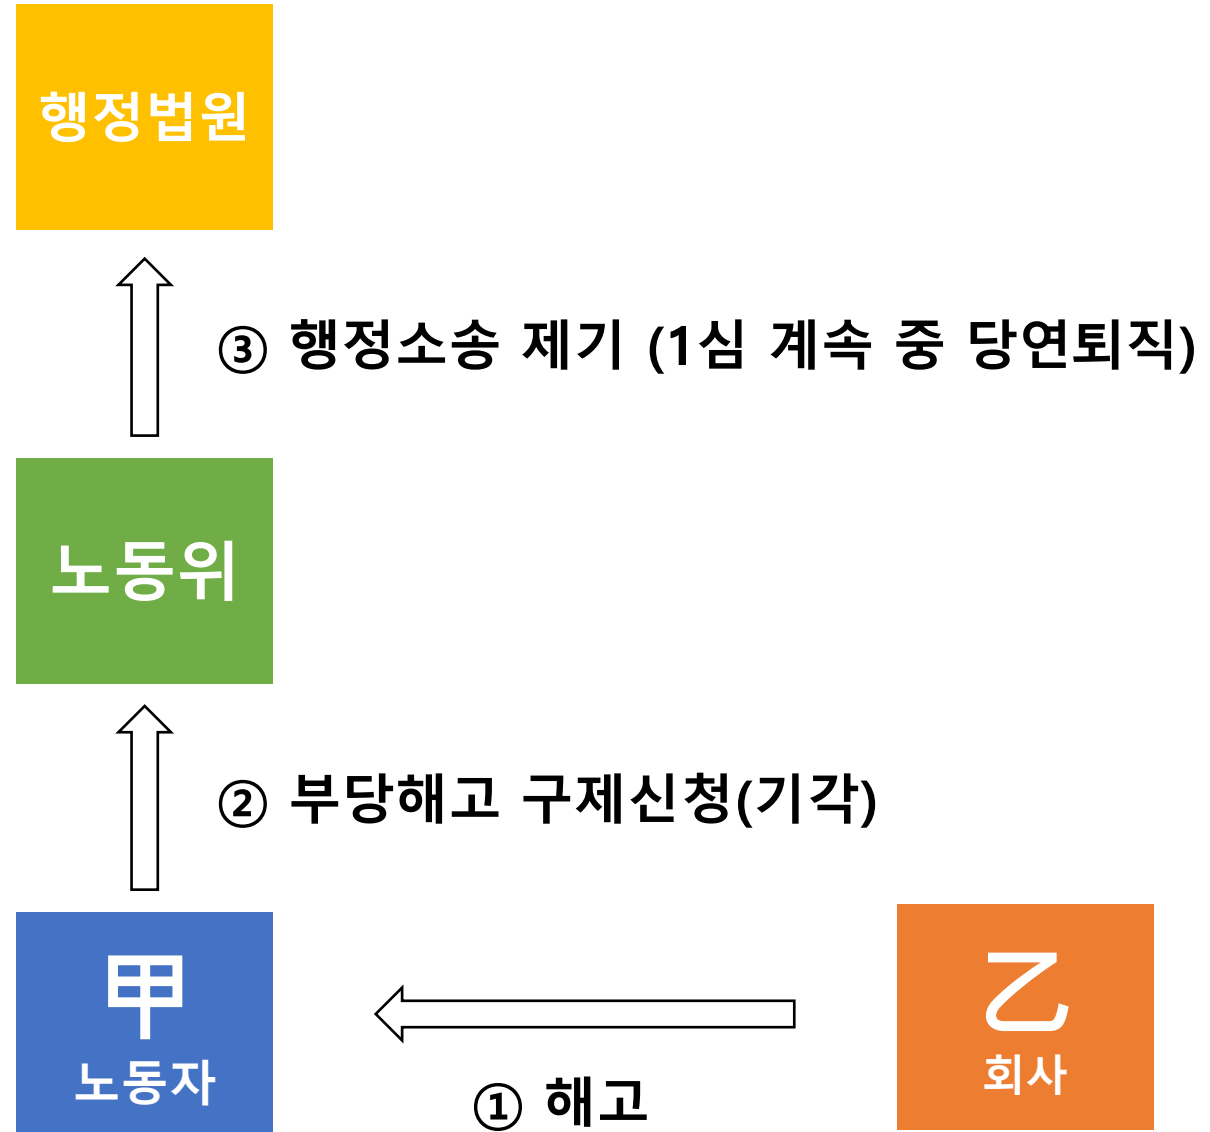 행정법원
③ 행정소송 제기 (1심 계속 중 당연퇴직)
노동위
② 부당해고 구제신청(기각)
甲
노동자
乙
회사
① 해고